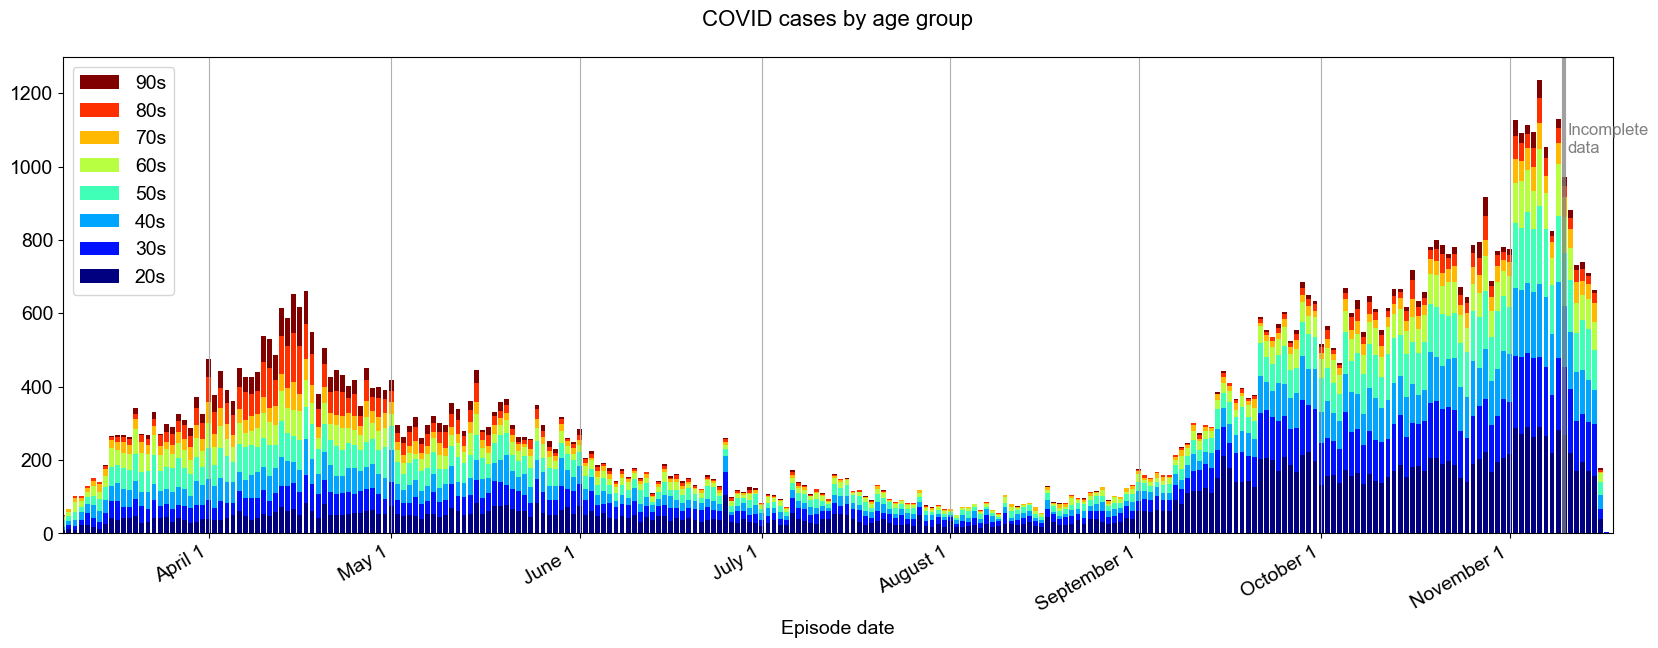 COVID cases by age group
1200
1000
800
600
400
200
0
90s
80s
70s
60s
50s
40s
30s
20s
Incomplete
data
April 1
May 1
June 1
July 1
August 1
September 1
October 1
November 1
Episode date